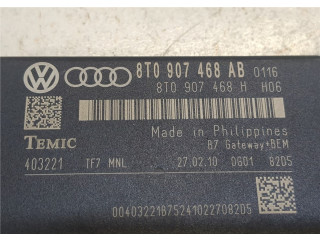 8T0 907 468 AB 0116
8T0 907 468 H H06
TEMIC
Made in Philippines
B7 Gateway+BEM
403221 TF7 MNL 27.02.10 0G01 8205
00403221875241022708205